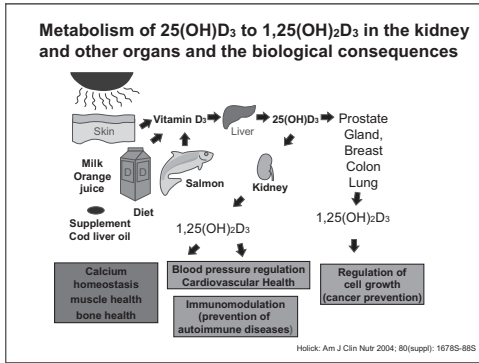 Metabolism of 25(OH)D₃ to 1,25(OH)₂D₃ in the kidney
and other organs and the biological consequences
Skin
Vitamin D₃
Liver
25(OH)D₃
Prostate
Gland,
Breast
Colon
Lung
Milk
Orange
juice
D D
Salmon
Kidney
Diet
Supplement
Cod liver oil
1,25(OH)₂D₃
1,25(OH)₂D₃
Calcium
homeostasis
muscle health
bone health
Blood pressure regulation
Cardiovascular Health
Immunomodulation
(prevention of
autoimmune diseases)
Regulation of
cell growth
(cancer prevention)
Holick: Am J Clin Nutr 2004; 80(suppl): 1678S-88S